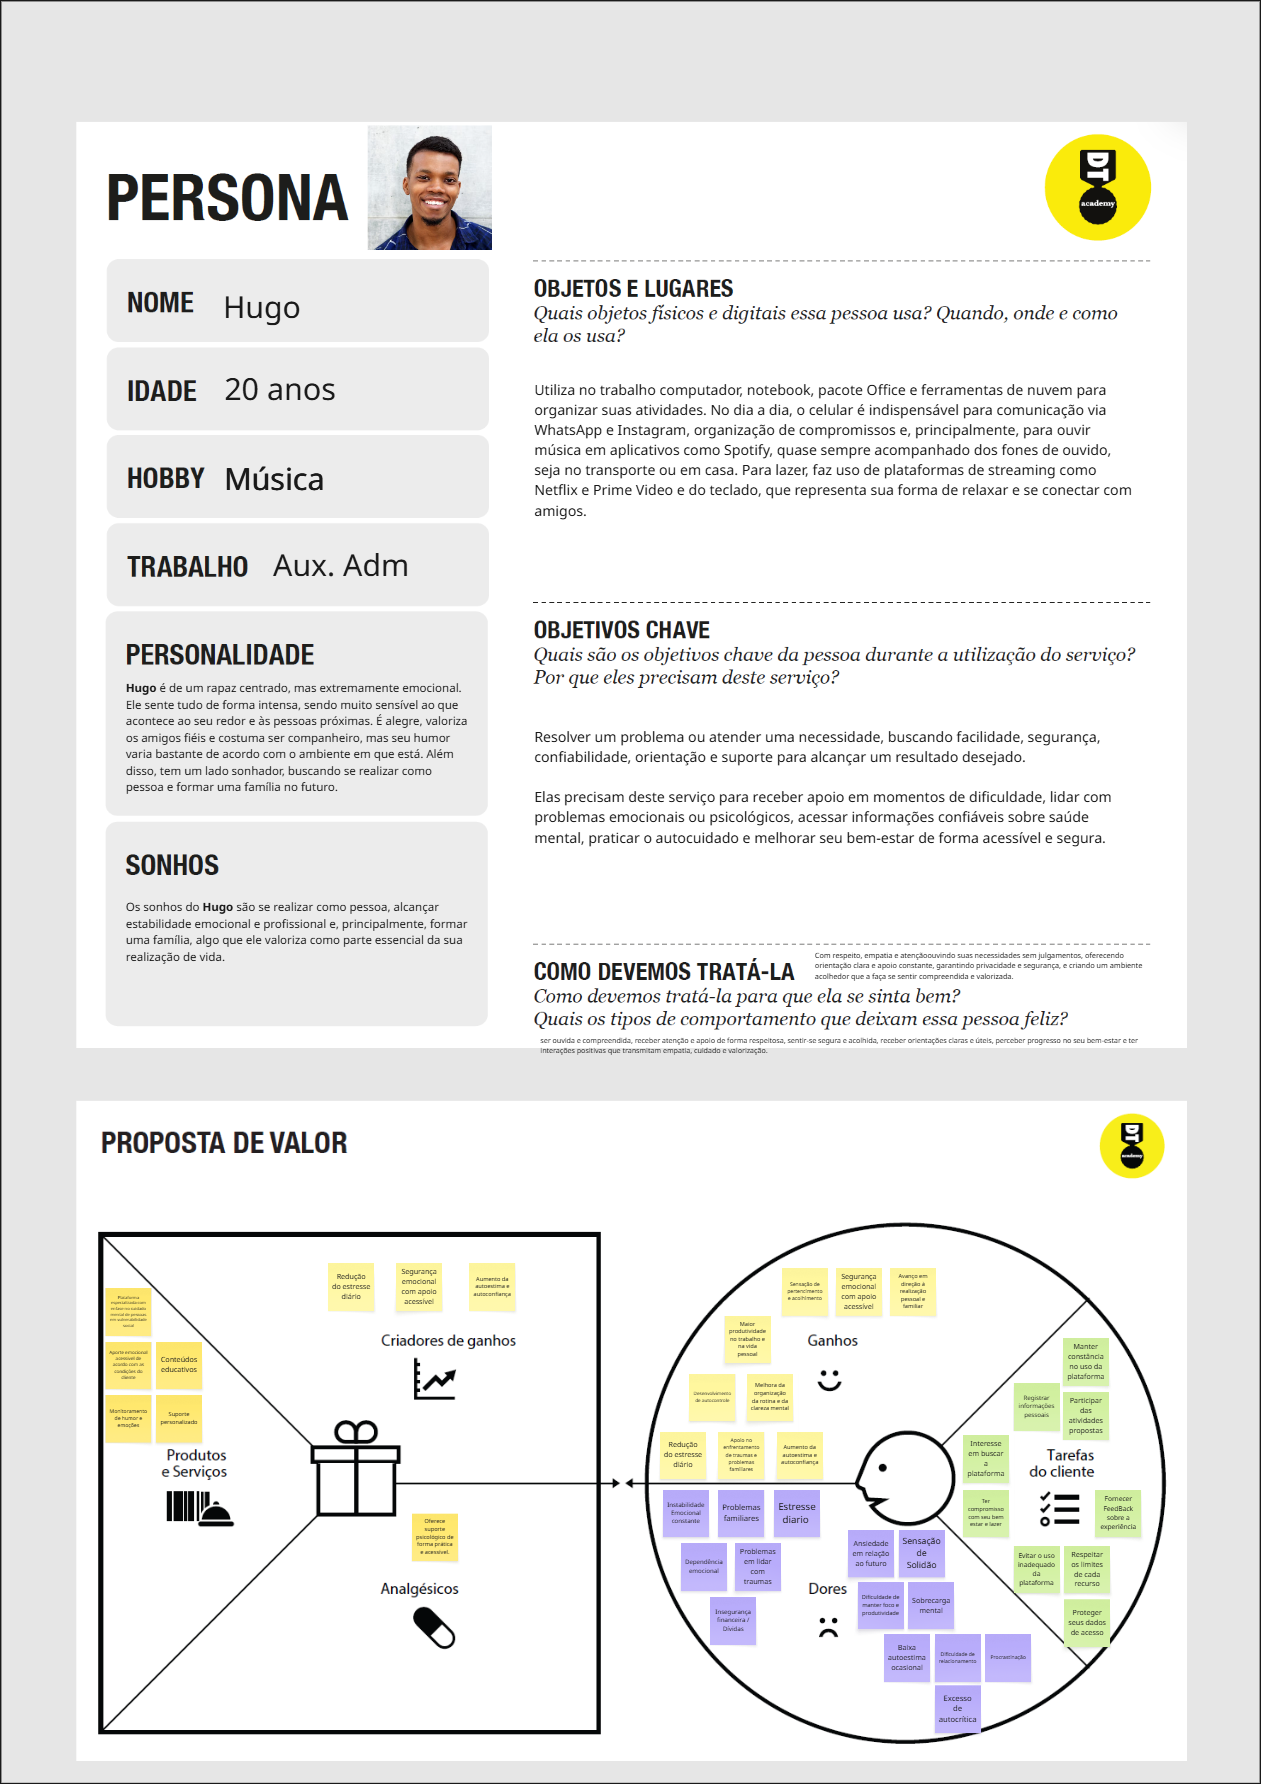 PERSONA
DT
academy
NOME Hugo
IDADE 20 anos
HOBBY Música
TRABALHO Aux. Adm
PERSONALIDADE
Hugo é de um rapaz centrado, mas extremamente emocional.
Ele sente tudo de forma intensa, sendo muito sensível ao que
acontece ao seu redor e às pessoas próximas. É alegre, valoriza
os amigos fiéis e costuma ser companheiro, mas seu humor
varia bastante de acordo com o ambiente em que está. Além
disso, tem um lado sonhador, buscando se realizar como
pessoa e formar uma família no futuro.
SONHOS
Os sonhos do Hugo são se realizar como pessoa, alcançar
estabilidade emocional e profissional e, principalmente, formar
uma família, algo que ele valoriza como parte essencial da sua
realização de vida.
OBJETOS E LUGARES
Quais objetos físicos e digitais essa pessoa usa? Quando, onde e como
ela os usa?
Utiliza no trabalho computador, notebook, pacote Office e ferramentas de nuvem para
organizar suas atividades. No dia a dia, o celular é indispensável para comunicação via
WhatsApp e Instagram, organização de compromissos e, principalmente, para ouvir
música em aplicativos como Spotify, quase sempre acompanhado dos fones de ouvido,
seja no transporte ou em casa. Para lazer, faz uso de plataformas de streaming como
Netflix e Prime Video e do teclado, que representa sua forma de relaxar e se conectar com
amigos.
OBJETIVOS CHAVE
Quais são os objetivos chave da pessoa durante a utilização do serviço?
Por que eles precisam deste serviço?
Resolver um problema ou atender uma necessidade, buscando facilidade, segurança,
confiabilidade, orientação e suporte para alcançar um resultado desejado.
Elas precisam deste serviço para receber apoio em momentos de dificuldade, lidar com
problemas emocionais ou psicológicos, acessar informações confiáveis sobre saúde
mental, praticar o autocuidado e melhorar seu bem-estar de forma acessível e segura.
COMO DEVEMOS TRATÁ-LA
Com respeito, empatia e atençãoouvindo suas necessidades sem julgamentos, oferecendo
orientação clara e apoio constante, garantindo privacidade e segurança, e criando um ambiente
acolhedor que a faça se sentir compreendida e valorizada.
Como devemos tratá-la para que ela se sinta bem?
Quais os tipos de comportamento que deixam essa pessoa feliz?
ser ouvida e compreendida, receber atenção e apoio de forma respeitosa, sentir-se segura e acolhida, receber orientações claras e úteis, perceber progresso no seu bem-estar e ter
interações positivas que transmitam empatia, cuidado e valorização.
PROPOSTA DE VALOR
DT
academy
Redução
do estresse
diário
Segurança
emocional
com apoio
acessível
Aumento da
autoestima e
autoconfiança
Criadores de ganhos
Plataforma
mental de pessoas
em vulnerabilidade
social
Aporte emocional
acessível de
acordo com as
condições do
cliente
Conteúdos
educativos
Monitoramento
de humor e
emoções
Suporte
personalizado
Produtos
e Serviços
Oferece
suporte
psicológico de
forma prática
e acessível.
Analgésicos
Sensação de
pertencimento
e acolhimento
Segurança
emocional
com apoio
acessível
Avanço em
direção à
realização
pessoal e
familiar
Maior
produtividade
no trabalho e
na vida
pessoal
Ganhos
Desenvolvimento
de autocontrole
Melhora da
organização
da rotina e da
clareza mental
Redução
do estresse
diário
Apoio no
enfrentamento
de traumas e
problemas
familiares
Aumento da
autoestima e
autoconfiança
Instabilidade
Emocional
constante
Problemas
familiares
Estresse
diario
Dependência
emocional
Problemas
em lidar
com
traumas
Insegurança
financeira /
Dívidas
Ansiedade
em relação
ao futuro
Sensação
de
Solidão
Dores
Dificuldade de
manter foco e
produtividade
Sobrecarga
mental
Baixa
autoestima
ocasional
Dificuldade de
relacionamento
Procrastinação
Excesso
de
autocrítica
Manter
constância
no uso da
plataforma
Registrar
informações
pessoais
Participar
das
atividades
propostas
Interesse
em buscar
a
plataforma
Tarefas
do cliente
Ter
compromisso
com seu bem
estar e lazer
Fornecer
FeedBack
sobre a
experiência
Evitar o uso
inadequado
da
plataforma
Respeitar
os limites
de cada
recurso
Proteger
seus dados
de acesso